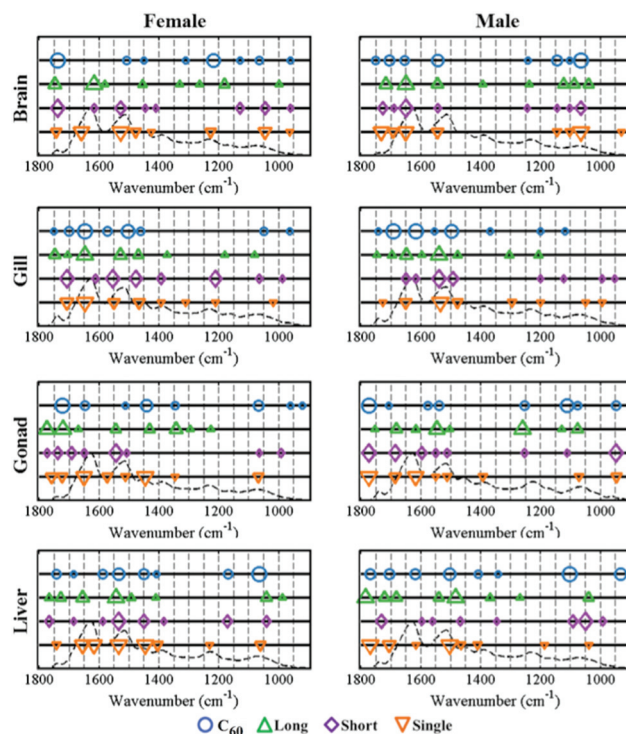 Female Male
Brain
1800 1600 1400 1200 1000 1800 1600 1400 1200 1000
Wavenumber (cm⁻¹) Wavenumber (cm⁻¹)
Gill
1800 1600 1400 1200 1000 1800 1600 1400 1200 1000
Wavenumber (cm⁻¹) Wavenumber (cm⁻¹)
Gonad
1800 1600 1400 1200 1000 1800 1600 1400 1200 1000
Wavenumber (cm⁻¹) Wavenumber (cm⁻¹)
Liver
1800 1600 1400 1200 1000 1800 1600 1400 1200 1000
Wavenumber (cm⁻¹) Wavenumber (cm⁻¹)
C₆₀ Long Short Single